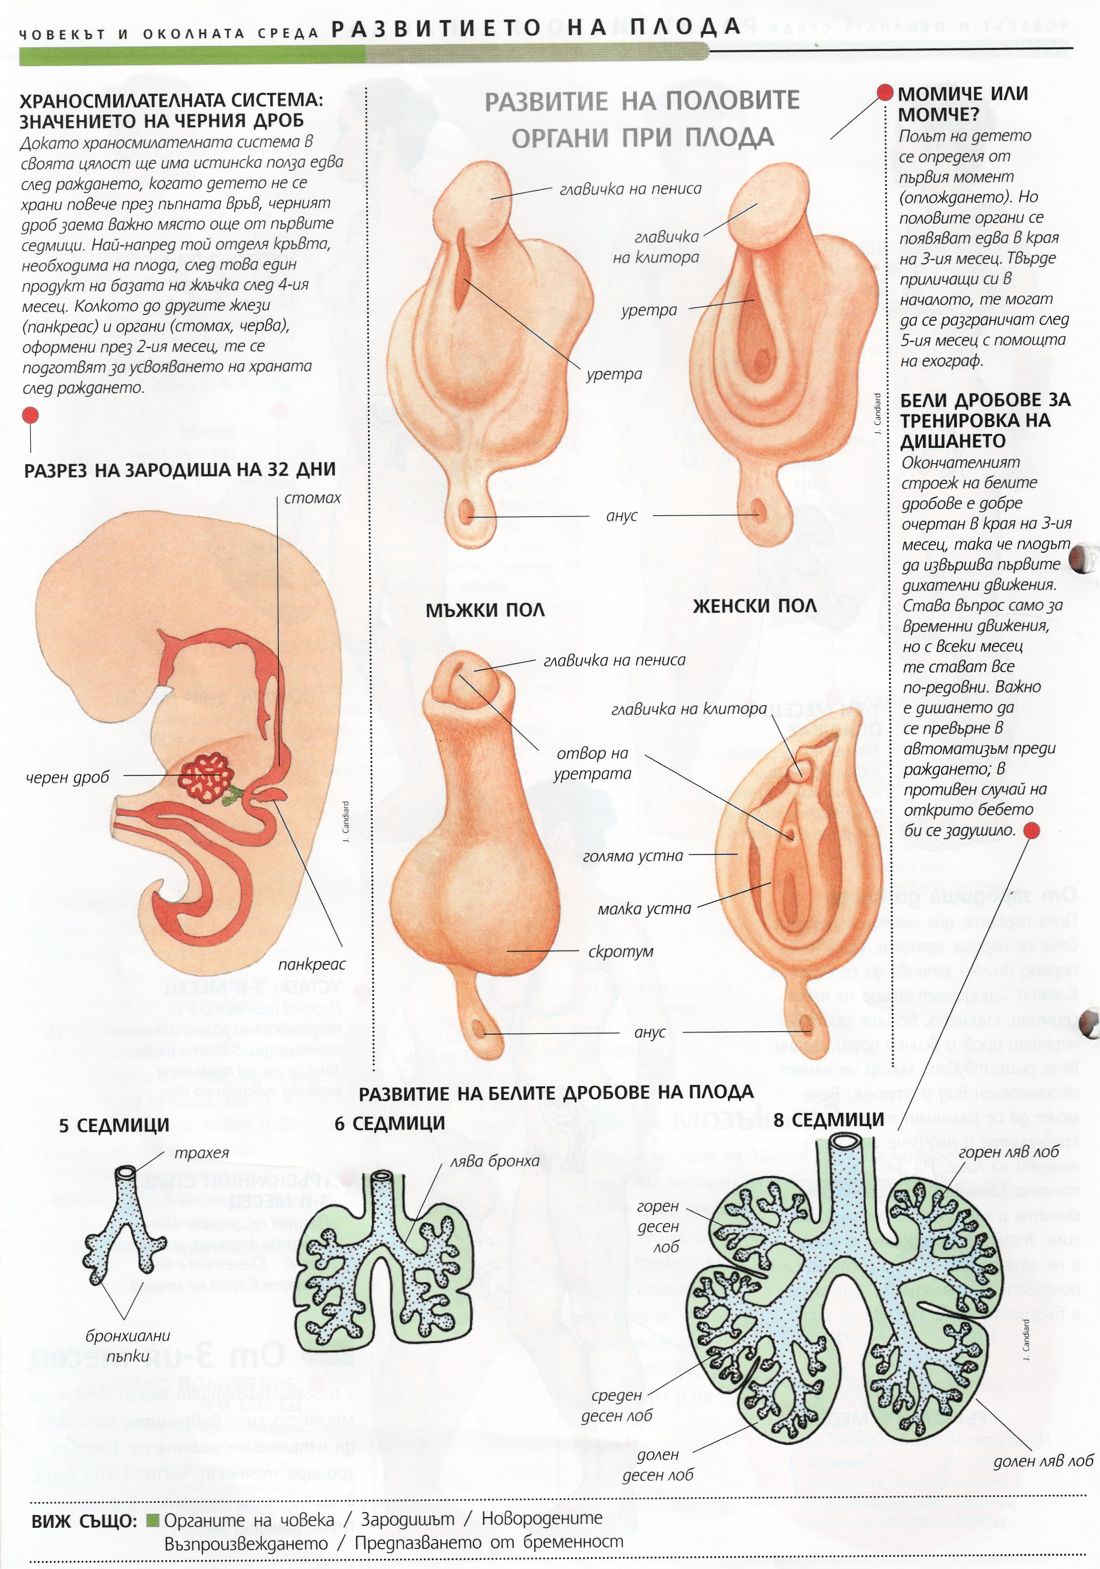 ЧОВЕКЪТ И ОКОЛНАТА СРЕДА РАЗВИТИЕТО НА ПЛОДА
ХРАНОСМИЛАТЕЛНАТА СИСТЕМА:
ЗНАЧЕНИЕТО НА ЧЕРНИЯ ДРОБ
Докато храносмилателната система в
своята цялост ще има истинска полза едва
след раждането, когато детето не се
храни повече през пъпната връв, черният
дроб заема важно място още от първите
седмици. Най-напред той отделя кръвта,
необходима на плода, след това един
продукт на базата на жлъчка след 4-ия
месец. Колкото до другите жлези
(панкреас) и органи (стомах, черва),
оформени през 2-ия месец, те се
подготвят за усвояването на храната
след раждането.
РАЗРЕЗ НА ЗАРОДИША НА 32 ДНИ
стомах
черен дроб
панкреас
J. Candiard
РАЗВИТИЕ НА ПОЛОВИТЕ
ОРГАНИ ПРИ ПЛОДА
главичка на пениса
главичка
на клитора
уретра
уретра
анус
J. Candiard
МЪЖКИ ПОЛ
ЖЕНСКИ ПОЛ
главичка на пениса
главичка на клитора
отвор на
уретрата
голяма устна
малка устна
скротум
анус
МОМИЧЕ ИЛИ
МОМЧЕ?
Полът на детето
се определя от
първия момент
(оплождането). Но
половите органи се
появяват едва в края
на 3-ия месец. Твърде
приличащи си в
началото, те могат
да се разграничат след
5-ия месец с помощта
на ехограф.
БЕЛИ ДРОБОВЕ ЗА
ТРЕНИРОВКА НА
ДИШАНЕТО
Окончателният
строеж на белите
дробове е добре
очертан в края на 3-ия
месец, така че плодът
да извършва първите
дихателни движения.
Става въпрос само за
временни движения,
но с всеки месец
те стават все
по-редовни. Важно
е дишането да
се превърне в
автоматизъм преди
раждането; в
противен случай на
открито бебето
би се задушило.
РАЗВИТИЕ НА БЕЛИТЕ ДРОБОВЕ НА ПЛОДА
5 СЕДМИЦИ
трахея
бронхиални
пъпки
6 СЕДМИЦИ
лява бронха
8 СЕДМИЦИ
горен ляв лоб
горен
десен
лоб
среден
десен лоб
долен
десен лоб
долен ляв лоб
J. Candiard
ВИЖ СЪЩО: Органите на човека / Зародишът / Новородените
Възпроизвеждането / Предпазването от бременност